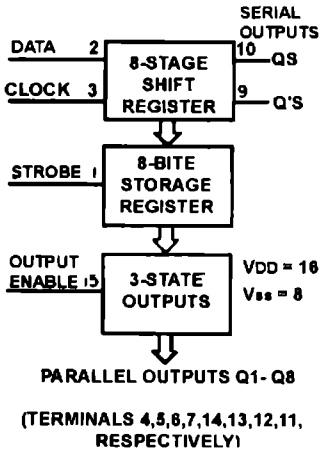 SERIAL
OUTPUTS
DATA 2
8-STAGE
SHIFT
REGISTER
10
QS
CLOCK 3
9
Q'S
STROBE 1
8-BITE
STORAGE
REGISTER
OUTPUT
ENABLE 15
3-STATE
OUTPUTS
VDD = 16
Vss = 8
PARALLEL OUTPUTS Q1- Q8
(TERMINALS 4,5,6,7,14,13,12,11,
RESPECTIVELY)